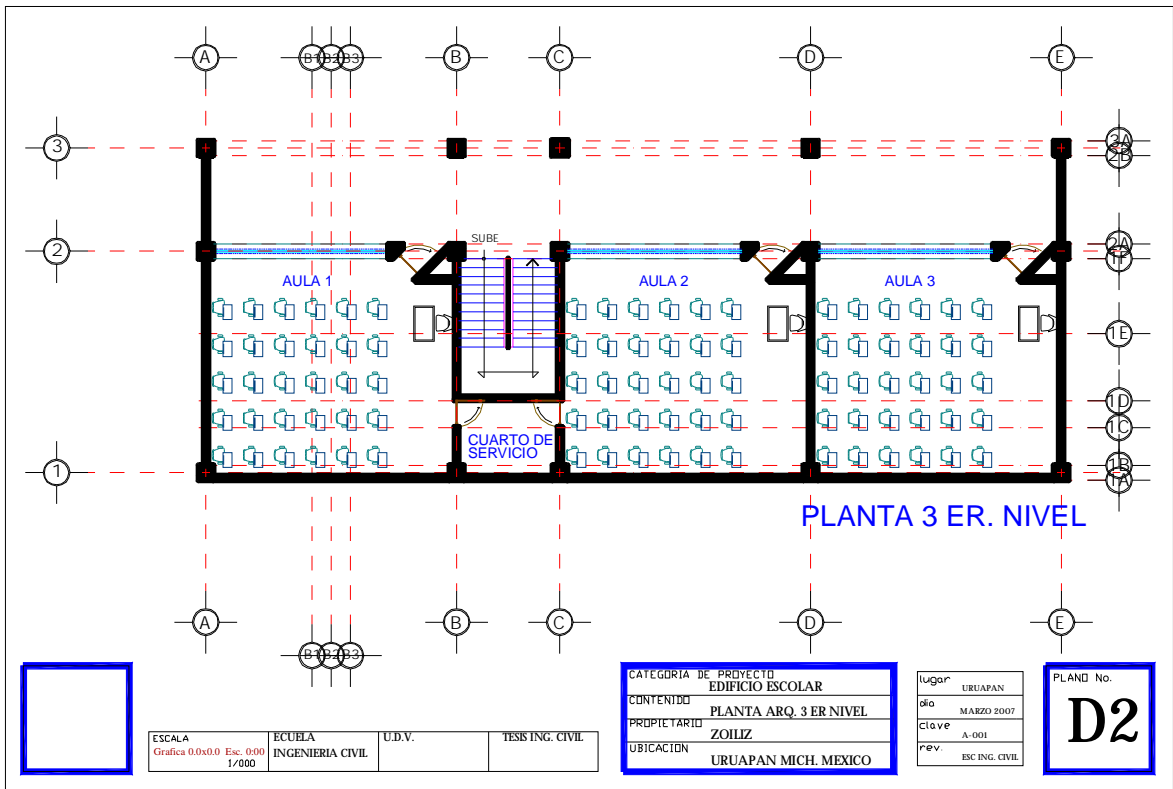 A B1 B2 B3 B C D E
3
2
1
3A
2B
2A
1F
1E
1D
1C
1B
1A
SUBE
AULA 1
AULA 2
AULA 3
CUARTO DE
SERVICIO
PLANTA 3 ER. NIVEL
A B C D E
B1 B2 B3
ESCALA
Grafica 0.0x0.0 Esc. 0:00
1/000
ECUELA
INGENIERIA CIVIL
U.D.V.
TESIS ING. CIVIL
CATEGORIA DE PROYECTO
EDIFICIO ESCOLAR
CONTENIDO
PLANTA ARQ. 3 ER NIVEL
PROPIETARIO
ZOILIZ
UBICACION
URUAPAN MICH. MEXICO
lugar URUAPAN
dia MARZO 2007
clave A-001
rev. ESC ING. CIVIL
PLANO No.
D2